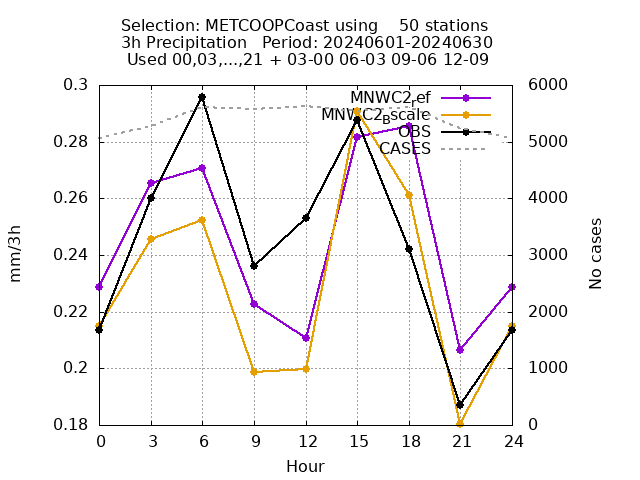 Selection: METCOOPCoast using    50 stations
3h Precipitation   Period: 20240601-20240630
Used 00,03,...,21 + 03-00 06-03 09-06 12-09
0.3
0.28
0.26
0.24
0.22
0.2
0.18
mm/3h
MNWC2ref
MNWC2Bscale
OBS
CASES
6000
5000
4000
3000
2000
1000
0
No cases
0 3 6 9 12 15 18 21 24
Hour